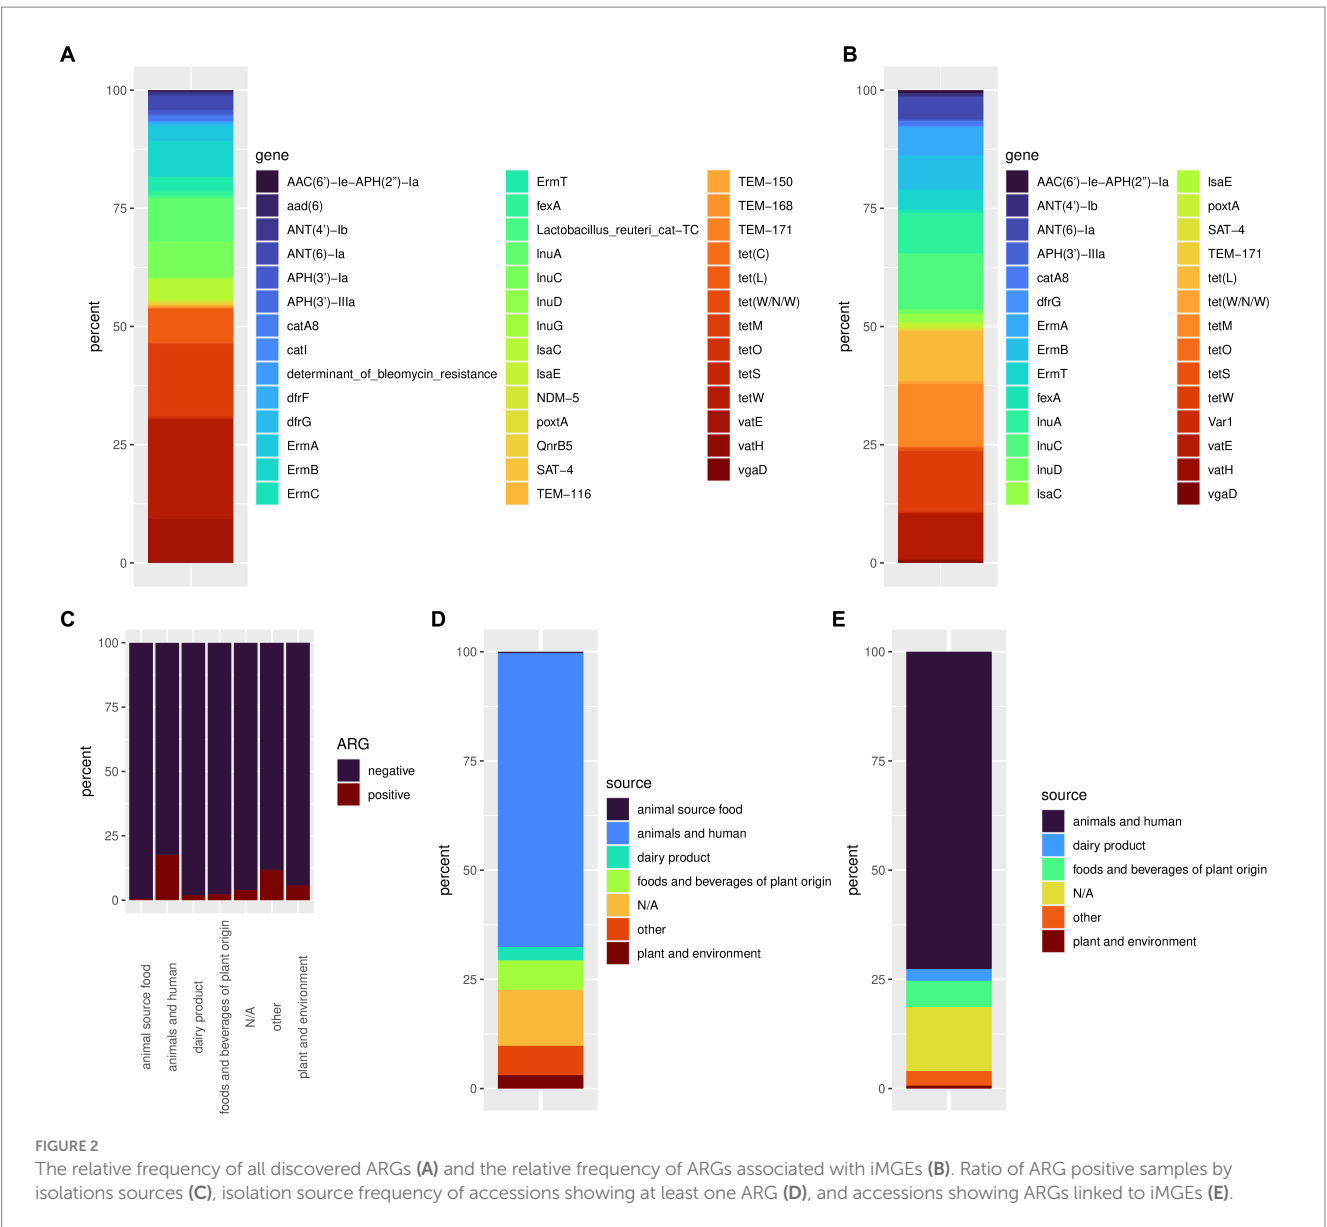 A
100
75
50
25
0
percent
gene
AAC(6’)−Ie−APH(2”)−Ia
aad(6)
ANT(4’)−Ib
ANT(6)−Ia
APH(3’)−Ia
APH(3’)−IIIa
catA8
catI
determinant_of_bleomycin_resistance
dfrF
dfrG
ErmA
ErmB
ErmC
ErmT
fexA
Lactobacillus_reuteri_cat−TC
lnuA
lnuC
lnuD
lnuG
lsaC
lsaE
NDM−5
poxtA
QnrB5
SAT−4
TEM−116
TEM−150
TEM−168
TEM−171
tet(C)
tet(L)
tet(W/N/W)
tetM
tetO
tetS
tetW
vatE
vatH
vgaD
B
100
75
50
25
0
percent
gene
AAC(6’)−Ie−APH(2”)−Ia
ANT(4’)−Ib
ANT(6)−Ia
APH(3’)−IIIa
catA8
dfrG
ErmA
ErmB
ErmT
fexA
lnuA
lnuC
lnuD
lsaC
lsaE
poxtA
SAT−4
TEM−171
tet(L)
tet(W/N/W)
tetM
tetO
tetS
tetW
Var1
vatE
vatH
vgaD
C
100
75
50
25
0
percent
animal source food
animals and human
dairy product
foods and beverages of plant origin
N/A
other
plant and environment
ARG
negative
positive
D
100
75
50
25
0
percent
source
animal source food
animals and human
dairy product
foods and beverages of plant origin
N/A
other
plant and environment
E
100
75
50
25
0
percent
source
animals and human
dairy product
foods and beverages of plant origin
N/A
other
plant and environment
FIGURE 2
The relative frequency of all discovered ARGs (A) and the relative frequency of ARGs associated with iMGEs (B). Ratio of ARG positive samples by
isolations sources (C), isolation source frequency of accessions showing at least one ARG (D), and accessions showing ARGs linked to iMGEs (E).